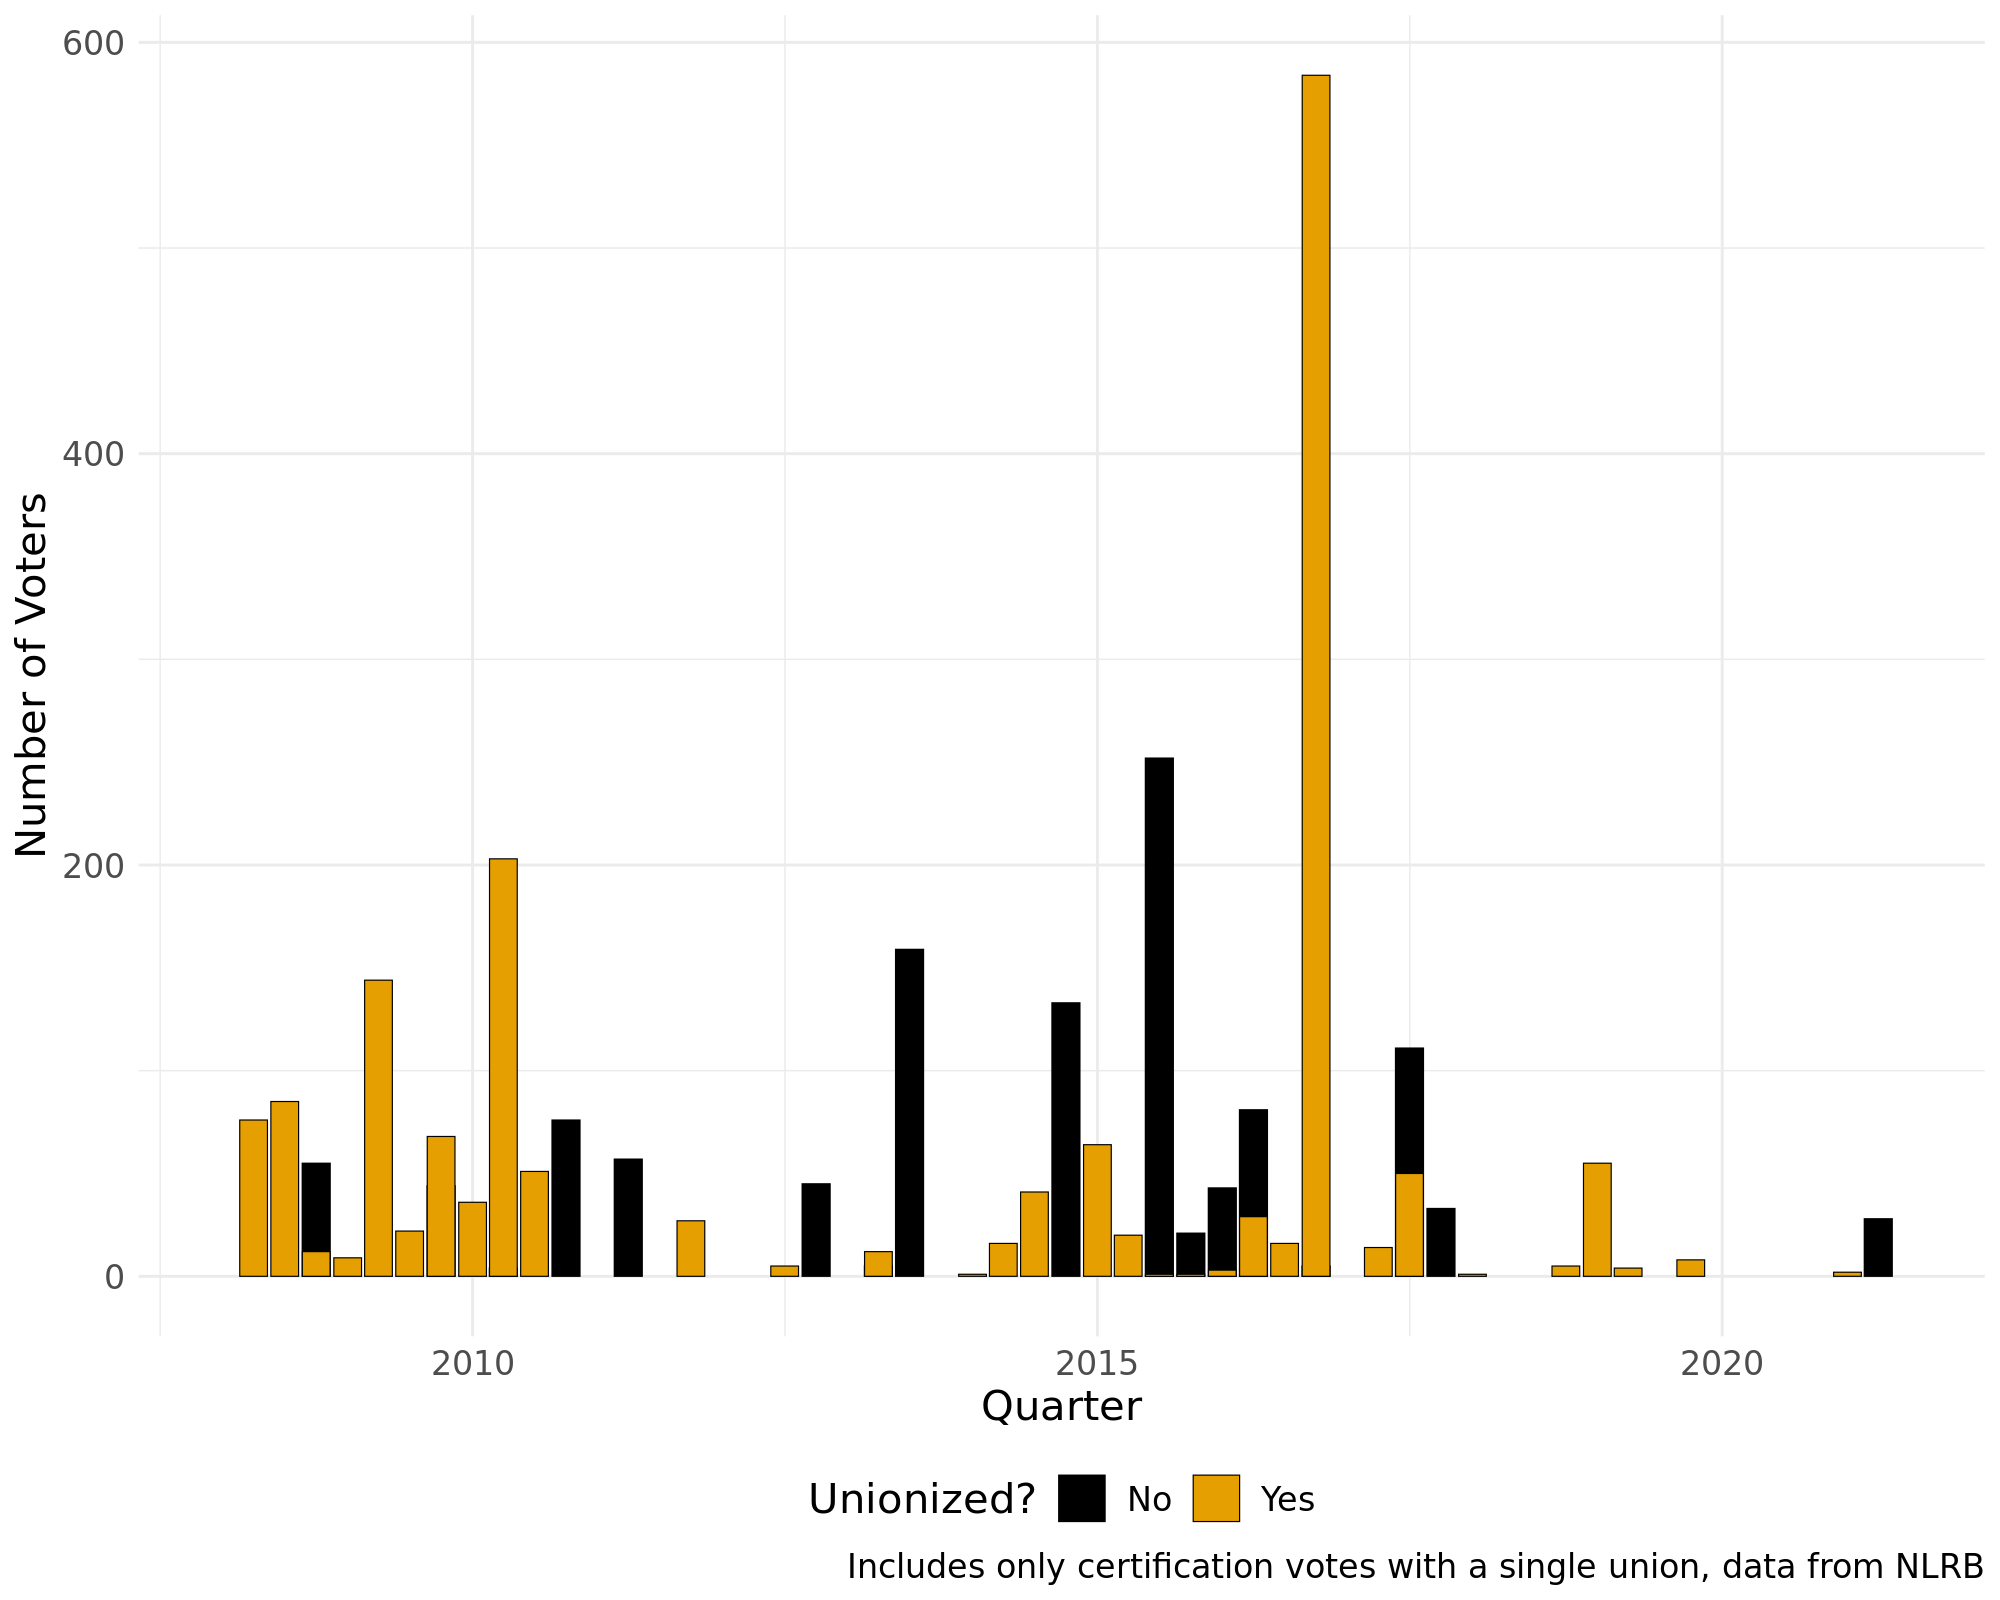 600
400
200
0
Number of Voters
2010
2015
2020
Quarter
Unionized? No Yes
Includes only certification votes with a single union, data from NLRB